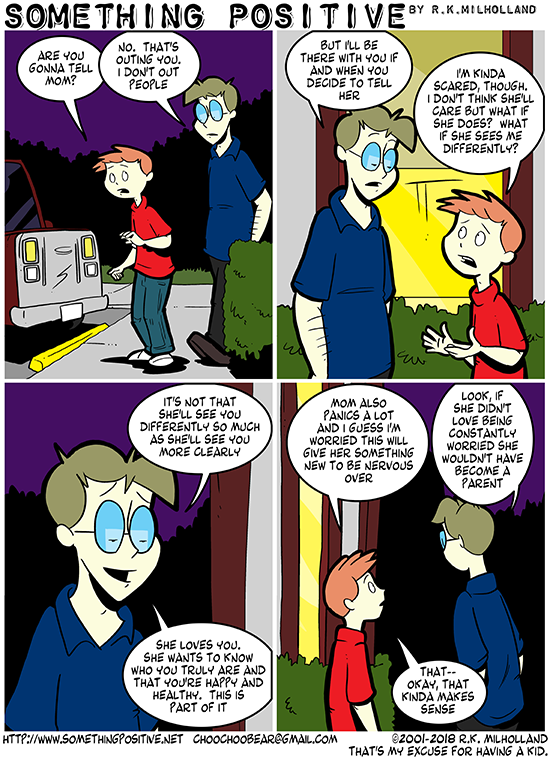 SOMETHING POSITIVE BY R.K.MILHOLLAND
ARE YOU
GONNA TELL
MOM?
NO. THAT'S
OUTING YOU.
I DON'T OUT
PEOPLE
BUT I'LL BE
THERE WITH YOU IF
AND WHEN YOU
DECIDE TO TELL
HER
I'M KINDA
SCARED, THOUGH.
I DON'T THINK SHE'LL
CARE BUT WHAT IF
SHE DOES? WHAT
IF SHE SEES ME
DIFFERENTLY?
IT'S NOT THAT
SHE'LL SEE YOU
DIFFERENTLY SO MUCH
AS SHE'LL SEE YOU
MORE CLEARLY
SHE LOVES YOU.
SHE WANTS TO KNOW
WHO YOU TRULY ARE AND
THAT YOU'RE HAPPY AND
HEALTHY. THIS IS
PART OF IT
MOM ALSO
PANICS A LOT
AND I GUESS I'M
WORRIED THIS WILL
GIVE HER SOMETHING
NEW TO BE NERVOUS
OVER
LOOK, IF
SHE DIDN'T
LOVE BEING
CONSTANTLY
WORRIED SHE
WOULDN'T HAVE
BECOME A
PARENT
THAT--
OKAY, THAT
KINDA MAKES
SENSE
HTTP://WWW.SOMETHINGPOSITIVE.NET CHOOCHOOBEAR@GMAIL.COM ©2001-2018 R.K. MILHOLLAND
THAT'S MY EXCUSE FOR HAVING A KID.